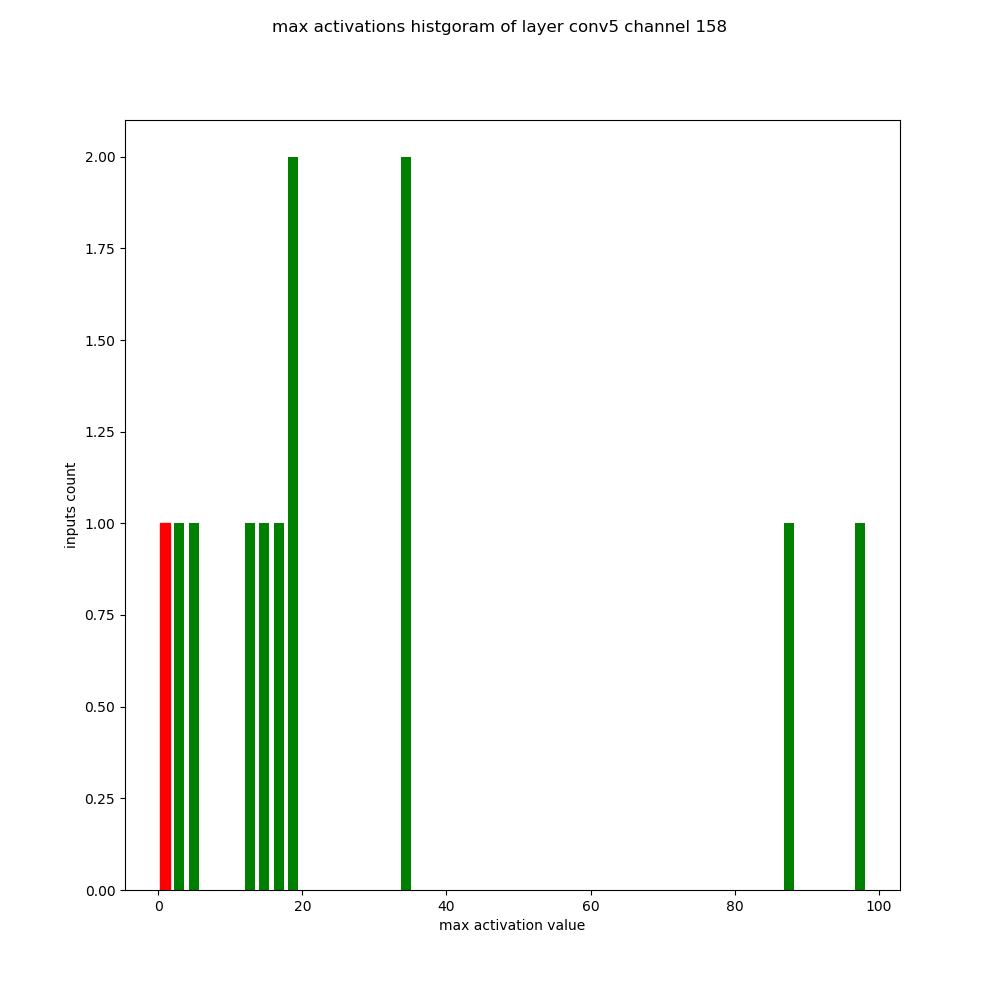 max activations histgoram of layer conv5 channel 158
2.00
1.75
1.50
1.25
1.00
0.75
0.50
0.25
0.00
inputs count
0 20 40 60 80 100
max activation value